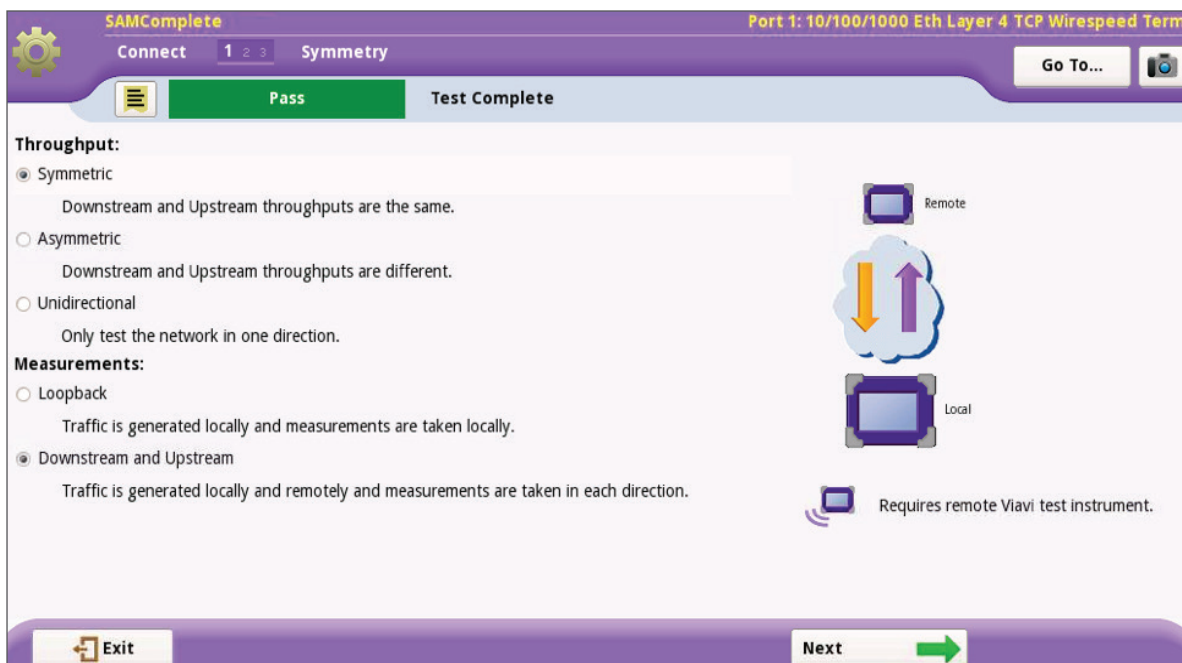 SAMComplete
Port 1: 10/100/1000 Eth Layer 4 TCP Wirespeed Term
Connect 1 2 3 Symmetry
Go To...
Pass Test Complete
Throughput:
Symmetric
Downstream and Upstream throughputs are the same.
Asymmetric
Downstream and Upstream throughputs are different.
Unidirectional
Only test the network in one direction.
Measurements:
Loopback
Traffic is generated locally and measurements are taken locally.
Downstream and Upstream
Traffic is generated locally and remotely and measurements are taken in each direction.
Remote
Local
Requires remote Viavi test instrument.
Exit
Next